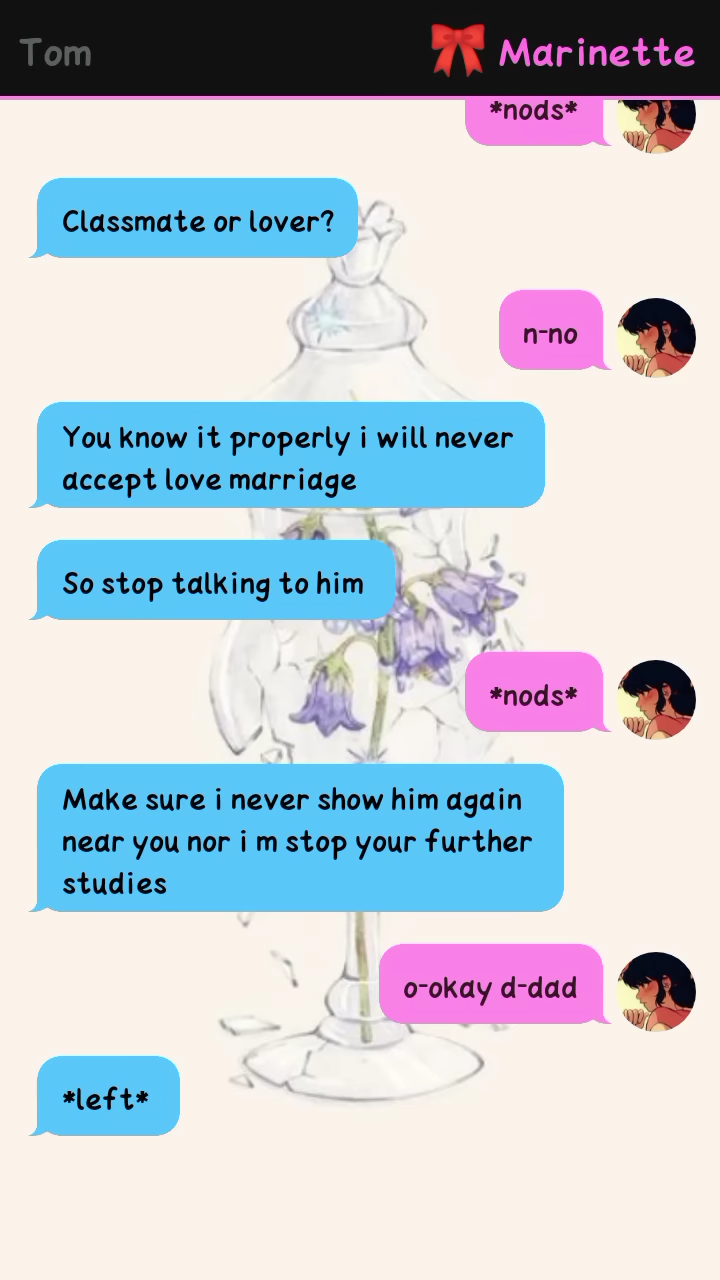 Tom
🎀 Marinette
*nods*
Classmate or lover?
n-no
You know it properly i will never
accept love marriage
So stop talking to him
*nods*
Make sure i never show him again
near you nor i m stop your further
studies
o-okay d-dad
*left*